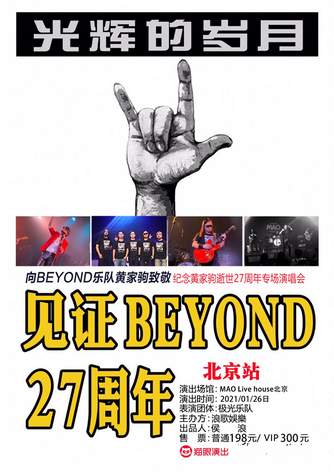 光辉的岁月
MAO
向BEYOND乐队黄家驹致敬 纪念黄家驹逝世27周年专场演唱会
见证BEYOND
27周年
北京站
演出场馆：MAO Live house北京
演出时间：2021/01/26日
表演团体：极光乐队
主办方：浪歌娱樂
出品人：侯 浪
售 票：普通198元/ VIP 300元
猫眼演出